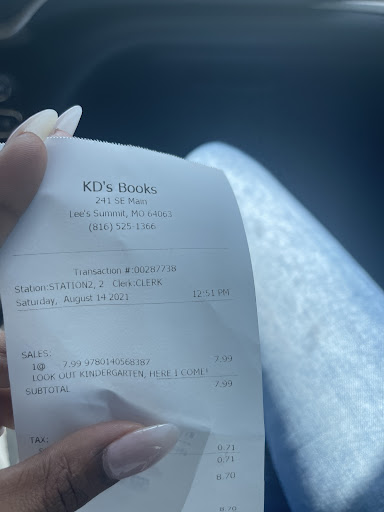 KD's Books
241 SE Main
Lee's Summit, MO 64063
(816) 525-1366
Transaction #:00287738
Station:STATION2, 2 Clerk:CLERK
Saturday, August 14 2021 12:51 PM
SALES:
1@ 7.99 9780140568387 7.99
LOOK OUT KINDERGARTEN, HERE I COME!
SUBTOTAL 7.99
TAX:
0.71
0.71
8.70
8.70